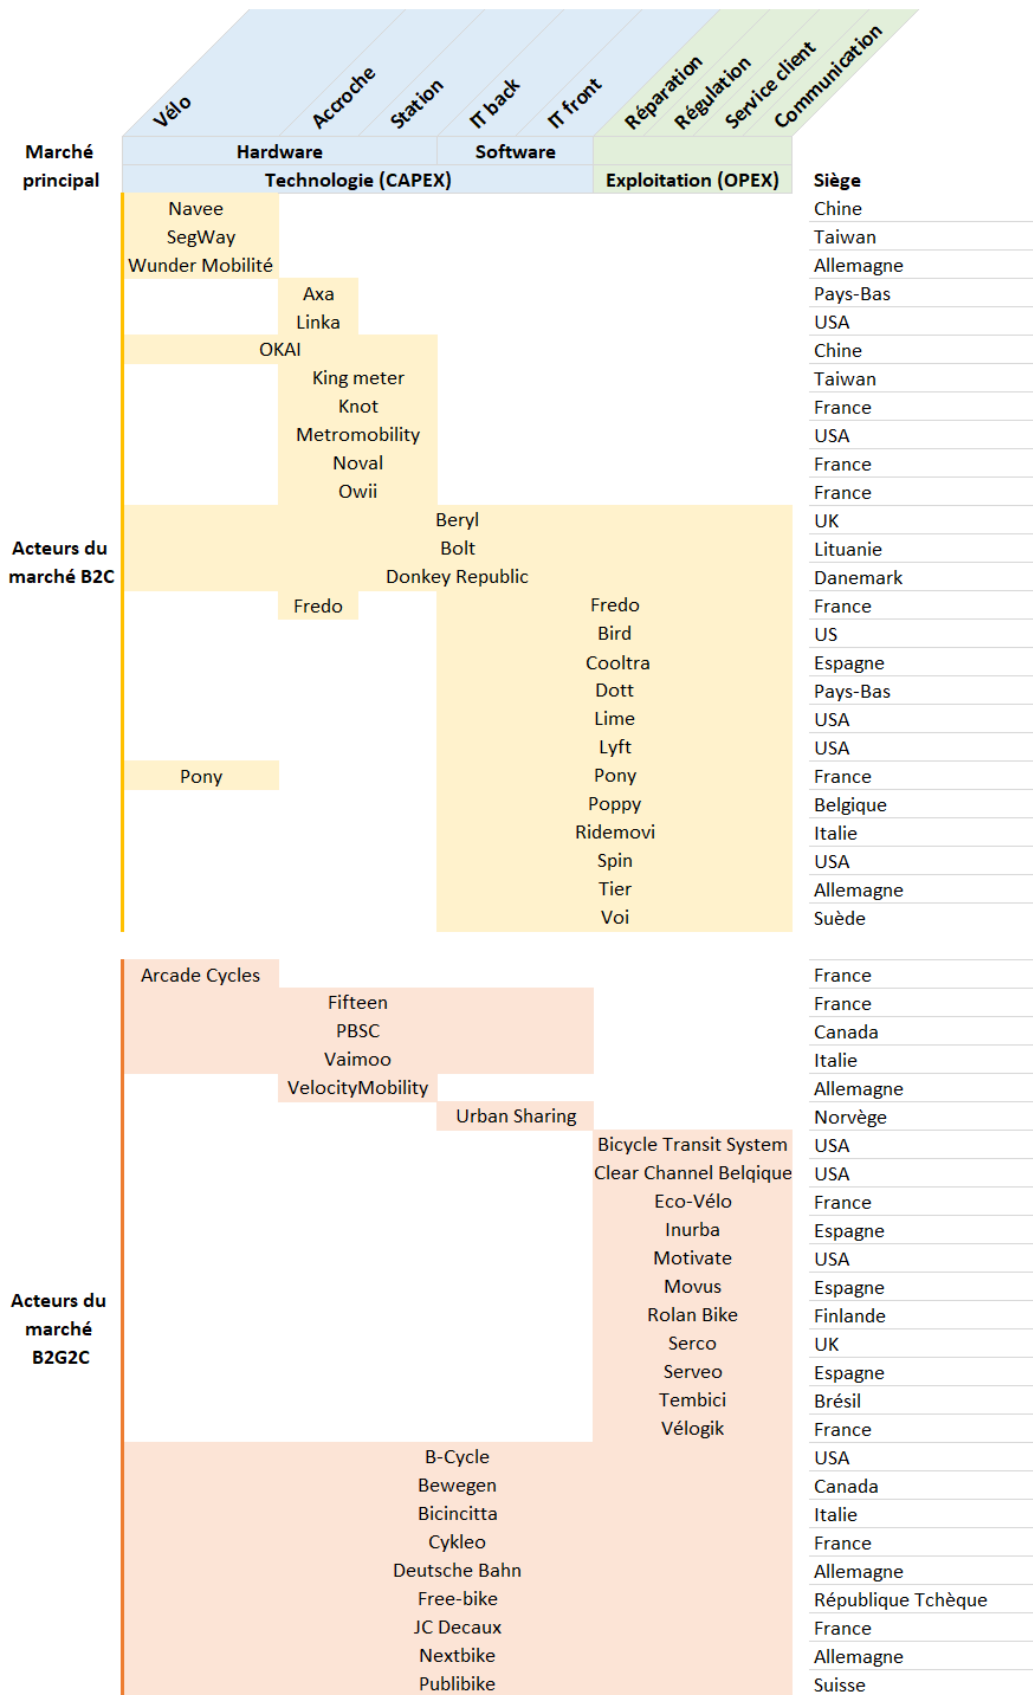 Vélo
Accroche
Station
IT back
IT front
Réparation
Régulation
Service client
Communication
Marché principal
Hardware
Software
Technologie (CAPEX)
Exploitation (OPEX)
Siège
Navee Chine
SegWay Taiwan
Wunder Mobilité Allemagne
Axa Pays-Bas
Linka USA
OKAI Chine
King meter Taiwan
Knot France
Metromobility USA
Noval France
Owii France
Beryl UK
Acteurs du
marché B2C
Bolt Lituanie
Donkey Republic Danemark
Fredo Fredo France
Bird US
Cooltra Espagne
Dott Pays-Bas
Lime USA
Lyft USA
Pony Pony France
Poppy Belgique
Ridemovi Italie
Spin USA
Tier Allemagne
Voi Suède
Arcade Cycles France
Fifteen France
PBSC Canada
Vaimoo Italie
VelocityMobility Allemagne
Urban Sharing Norvège
Bicycle Transit System USA
Clear Channel Belqique USA
Eco-Vélo France
Inurba Espagne
Motivate USA
Movus Espagne
Acteurs du
marché
B2G2C
Rolan Bike Finlande
Serco UK
Serveo Espagne
Tembici Brésil
Vélogik France
B-Cycle USA
Bewegen Canada
Bicincitta Italie
Cykleo France
Deutsche Bahn Allemagne
Free-bike République Tchèque
JC Decaux France
Nextbike Allemagne
Publibike Suisse